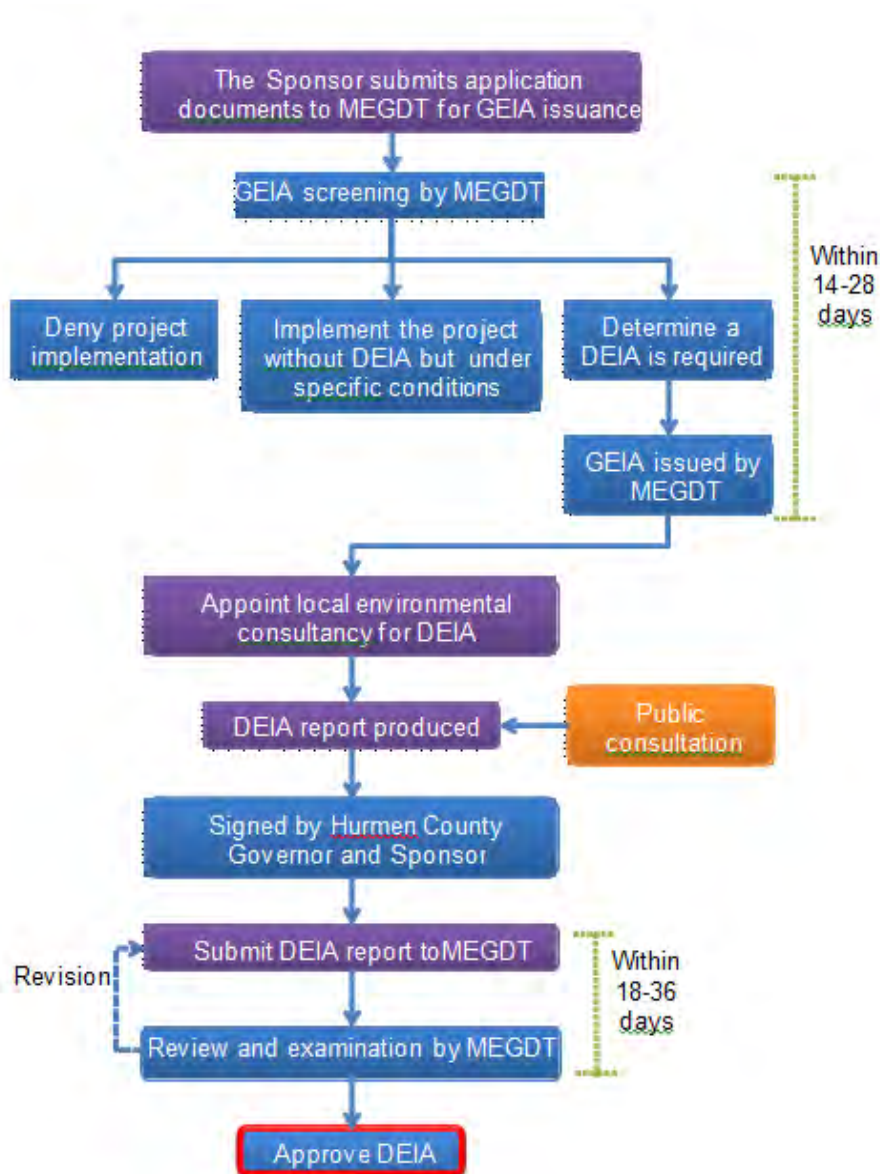 The Sponsor submits application
documents to MEGDT for GEIA issuance
GEIA screening by MEGDT
Within
14-28
days
Deny project
implementation
Implement the project
without DEIA but under
specific conditions
Determine a
DEIA is required
GEIA issued by
MEGDT
Appoint local environmental
consultancy for DEIA
DEIA report produced
Public
consultation
Signed by Hurmen County
Governor and Sponsor
Submit DEIA report toMEGDT
Revision
Within
18-36
days
Review and examination by MEGDT
Approve DEIA